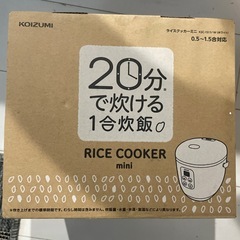 KOIZUMI
ライスクッカーミニ
0.5~1.5合対応
20分※
で炊ける
1合炊飯
RICE COOKER
mini